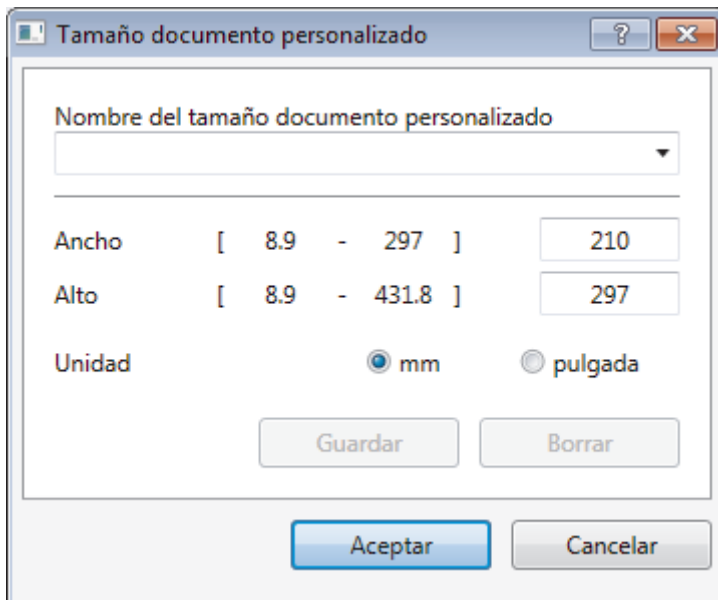 Tamaño documento personalizado
Nombre del tamaño documento personalizado
Ancho [ 8.9 - 297 ] 210
Alto [ 8.9 - 431.8 ] 297
Unidad mm pulgada
Guardar Borrar
Aceptar Cancelar